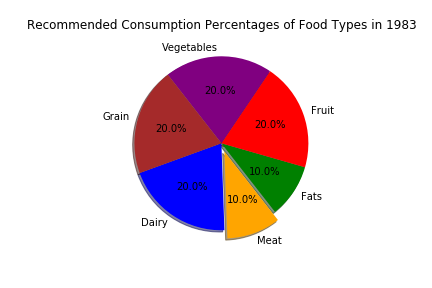 Recommended Consumption Percentages of Food Types in 1983
Vegetables
20.0%
Fruit
20.0%
Grain
20.0%
Fats
10.0%
Dairy
20.0%
Meat
10.0%